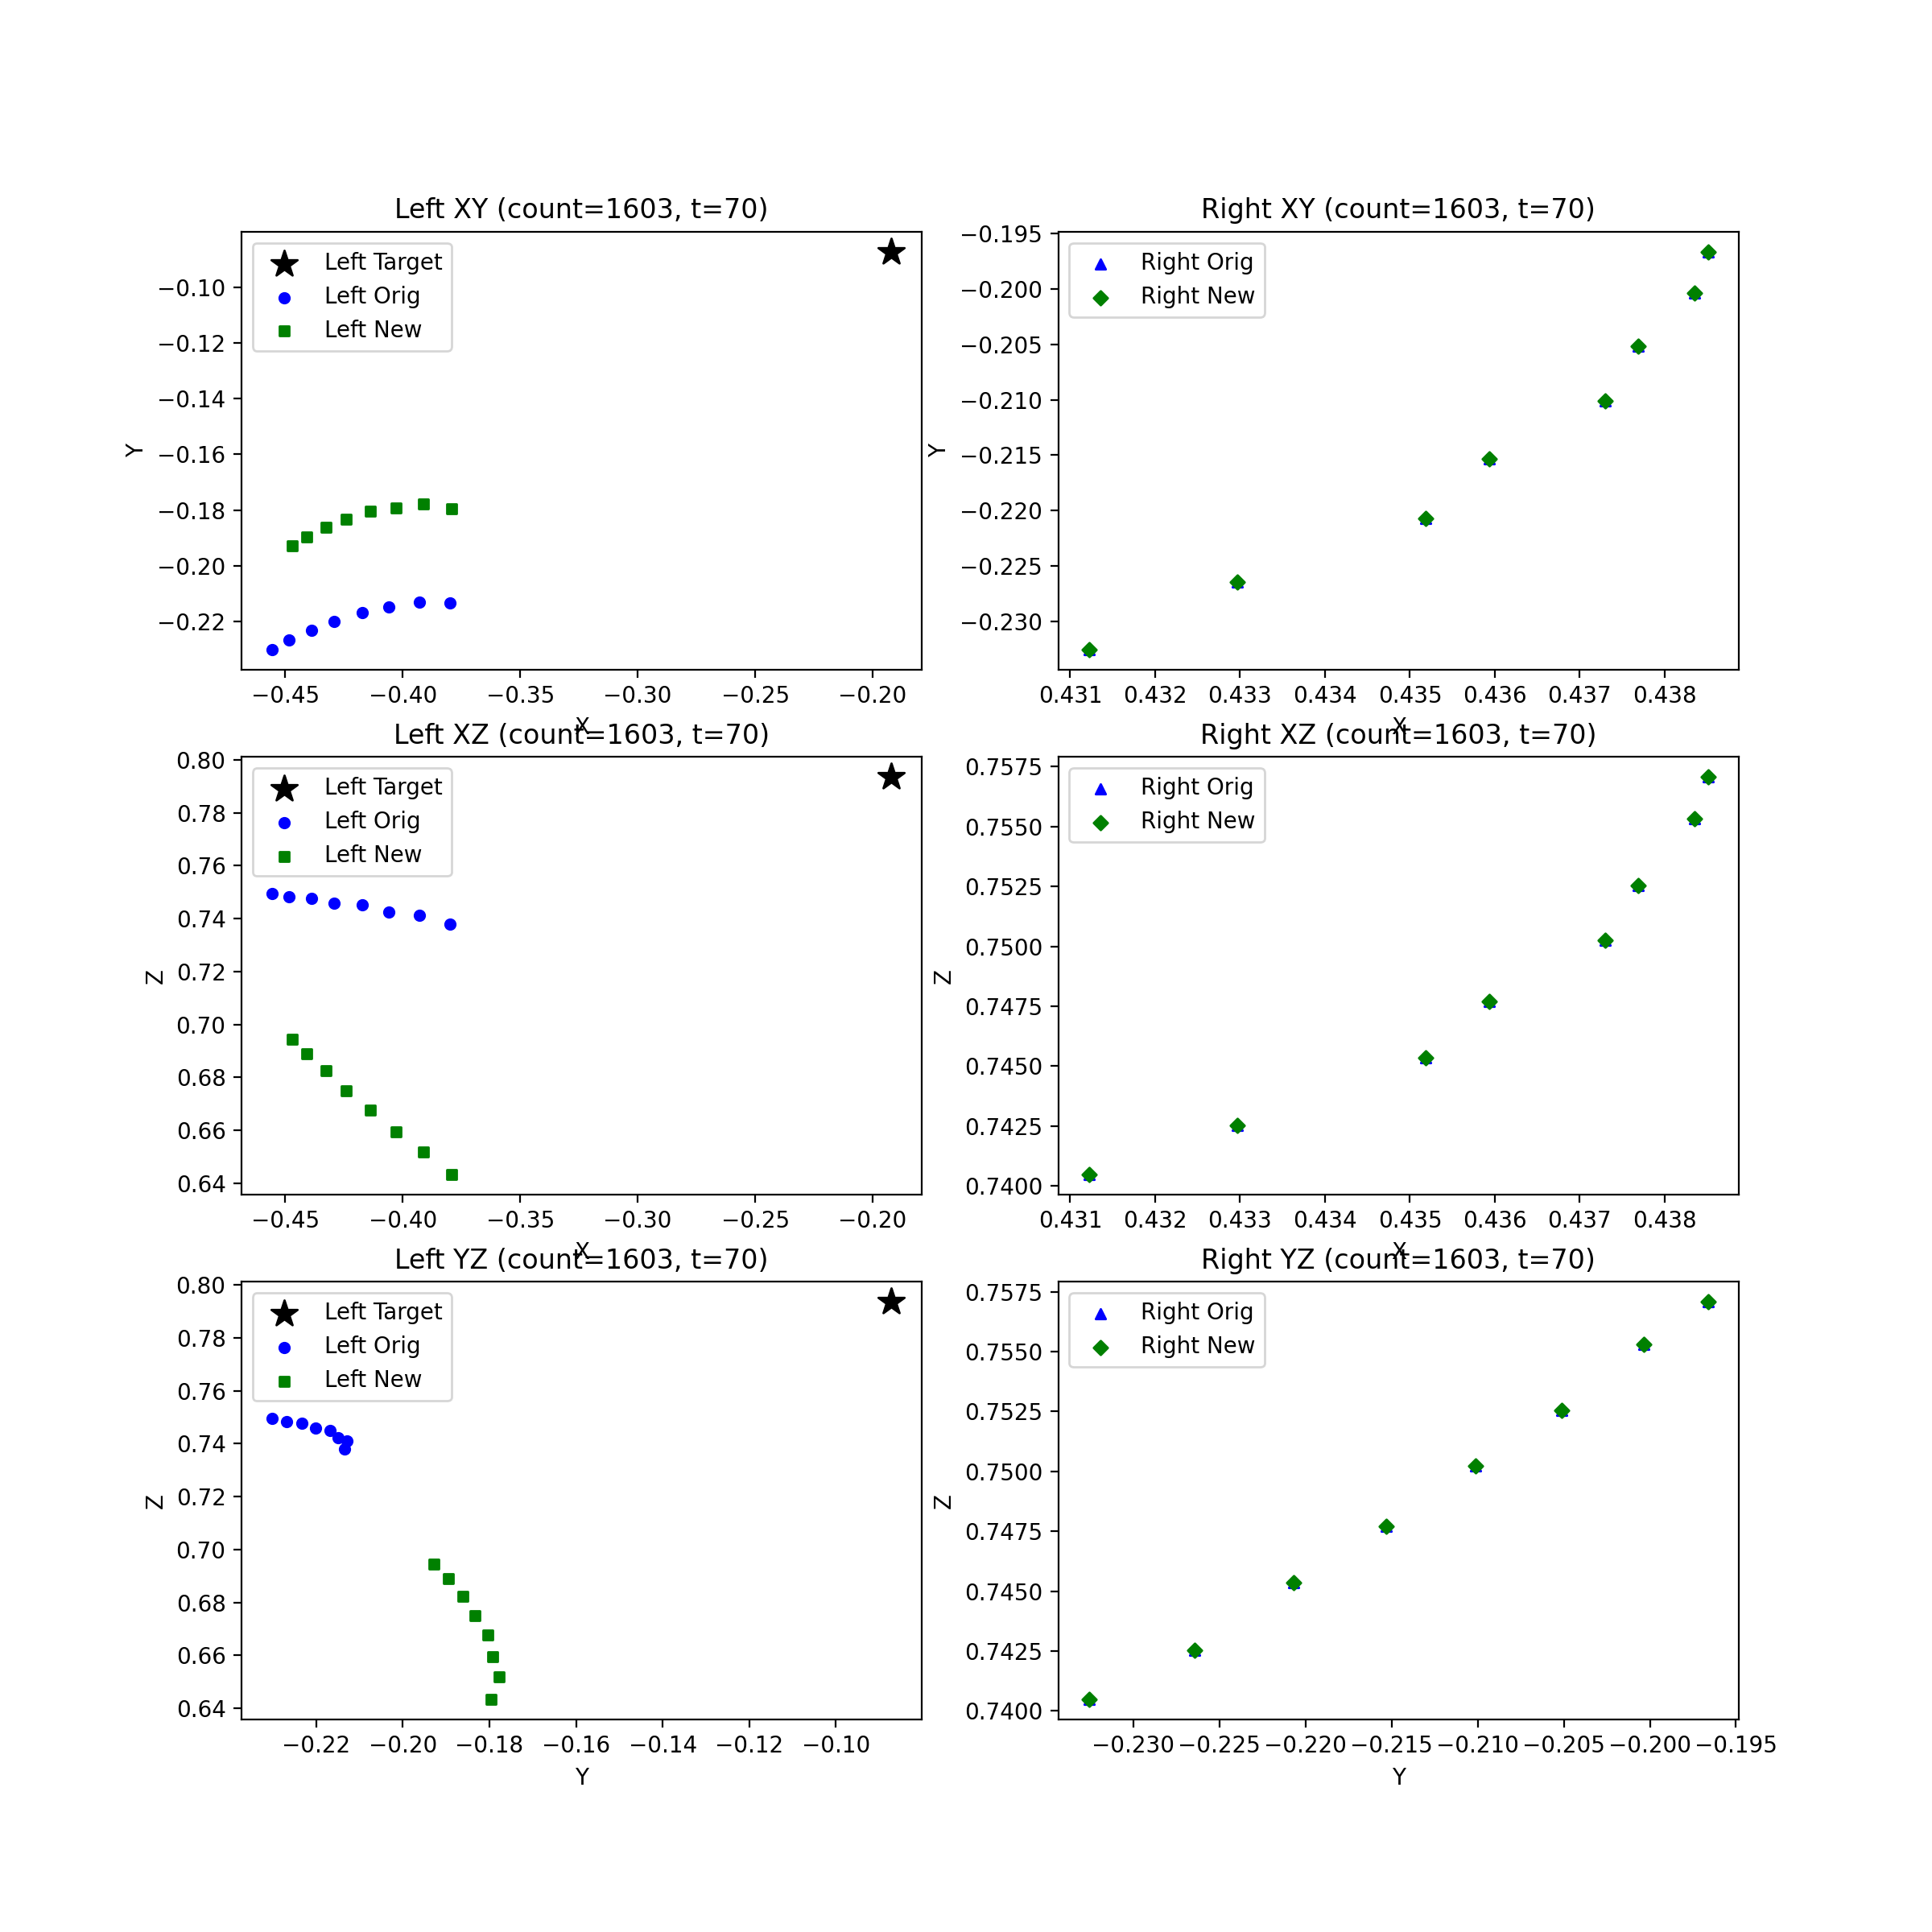 Left XY (count=1603, t=70)
Left Target
Left Orig
Left New
−0.10
−0.12
−0.14
−0.16
−0.18
−0.20
−0.22
Y
−0.45
−0.40
−0.35
−0.30
−0.25
−0.20
X
Right XY (count=1603, t=70)
Right Orig
Right New
−0.195
−0.200
−0.205
−0.210
−0.215
−0.220
−0.225
−0.230
Y
0.431
0.432
0.433
0.434
0.435
0.436
0.437
0.438
X
Left XZ (count=1603, t=70)
Left Target
Left Orig
Left New
0.80
0.78
0.76
0.74
0.72
0.70
0.68
0.66
0.64
Z
−0.45
−0.40
−0.35
−0.30
−0.25
−0.20
X
Right XZ (count=1603, t=70)
Right Orig
Right New
0.7575
0.7550
0.7525
0.7500
0.7475
0.7450
0.7425
0.7400
Z
0.431
0.432
0.433
0.434
0.435
0.436
0.437
0.438
X
Left YZ (count=1603, t=70)
Left Target
Left Orig
Left New
0.80
0.78
0.76
0.74
0.72
0.70
0.68
0.66
0.64
Z
−0.22
−0.20
−0.18
−0.16
−0.14
−0.12
−0.10
Y
Right YZ (count=1603, t=70)
Right Orig
Right New
0.7575
0.7550
0.7525
0.7500
0.7475
0.7450
0.7425
0.7400
Z
−0.230
−0.225
−0.220
−0.215
−0.210
−0.205
−0.200
−0.195
Y